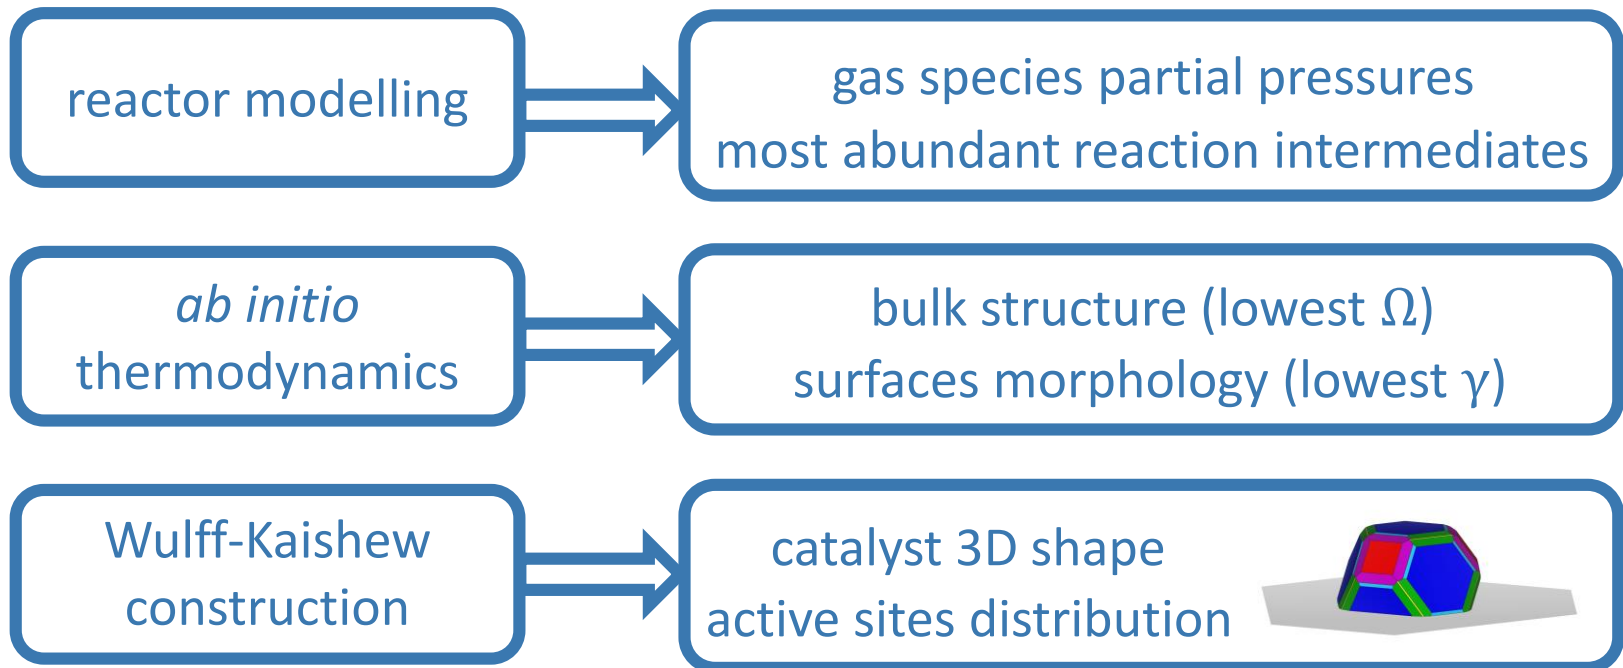 reactor modelling
gas species partial pressures
most abundant reaction intermediates
ab initio
thermodynamics
bulk structure (lowest Ω)
surfaces morphology (lowest γ)
Wulff-Kaishew
construction
catalyst 3D shape
active sites distribution